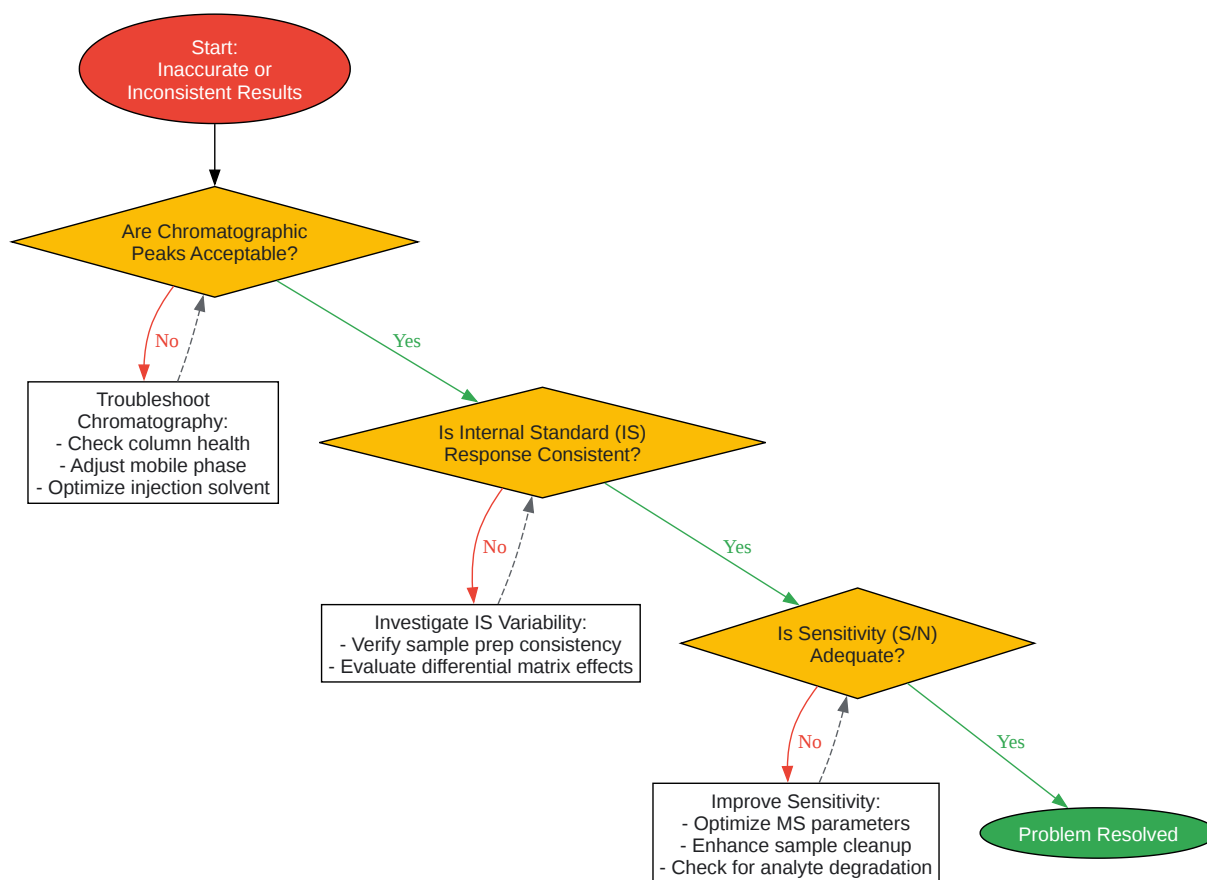 Start:
Inaccurate or
Inconsistent Results
Are Chromatographic
Peaks Acceptable?
No
Yes
Troubleshoot
Chromatography:
- Check column health
- Adjust mobile phase
- Optimize injection solvent
Is Internal Standard (IS)
Response Consistent?
No
Yes
Investigate IS Variability:
- Verify sample prep consistency
- Evaluate differential matrix effects
Is Sensitivity (S/N)
Adequate?
No
Yes
Improve Sensitivity:
- Optimize MS parameters
- Enhance sample cleanup
- Check for analyte degradation
Problem Resolved